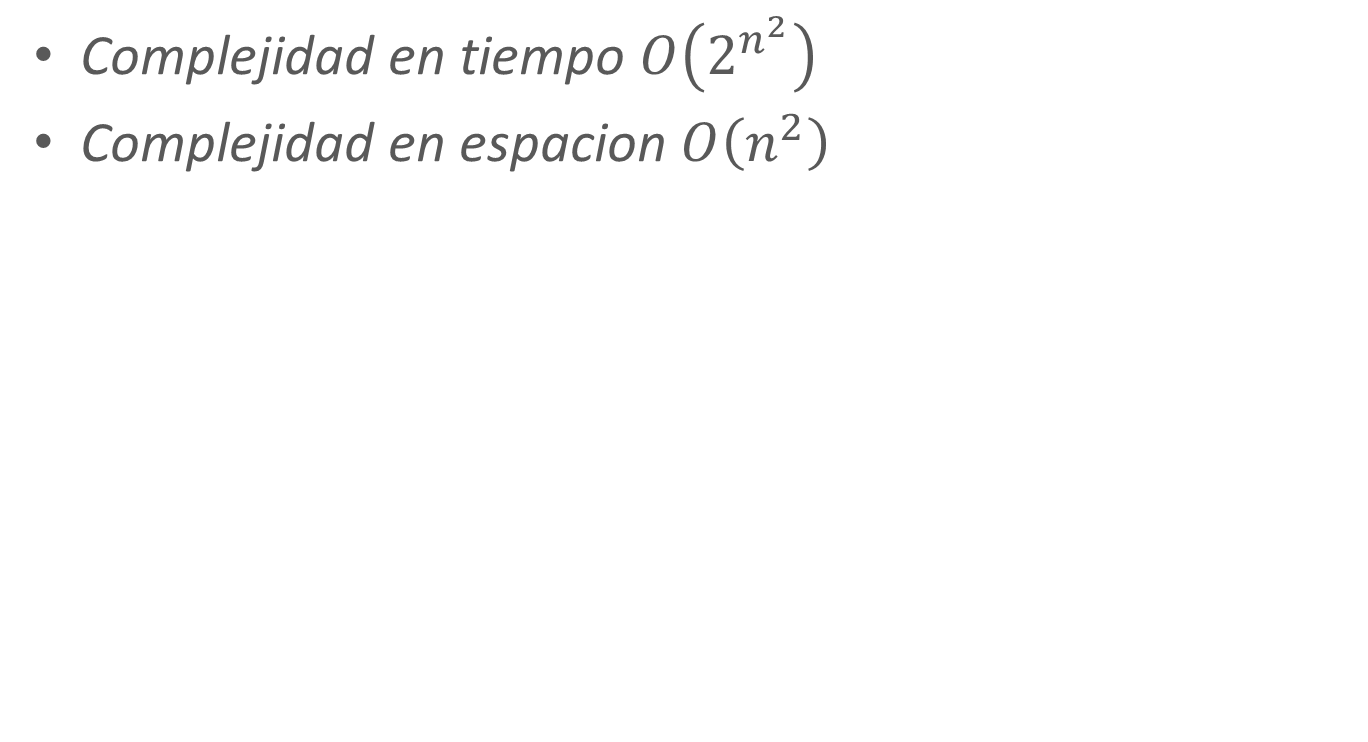 • Complejidad en tiempo O(2^{n^2})
• Complejidad en espacion O(n^2)